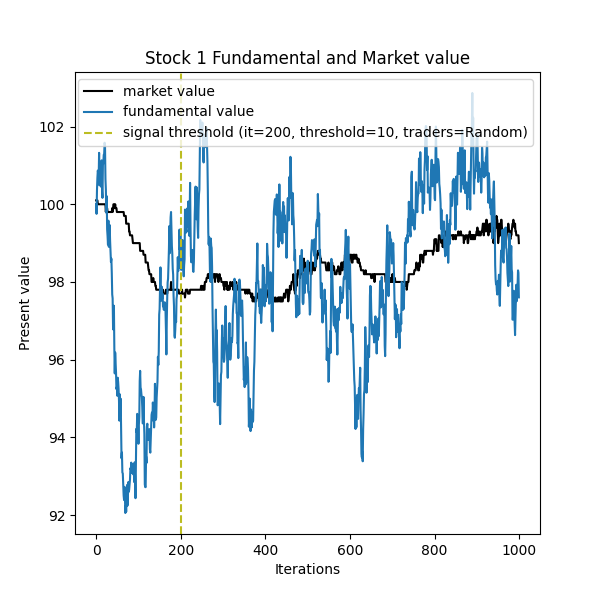 Stock 1 Fundamental and Market value
market value
fundamental value
signal threshold (it=200, threshold=10, traders=Random)
Present value
102
100
98
96
94
92
0 200 400 600 800 1000
Iterations